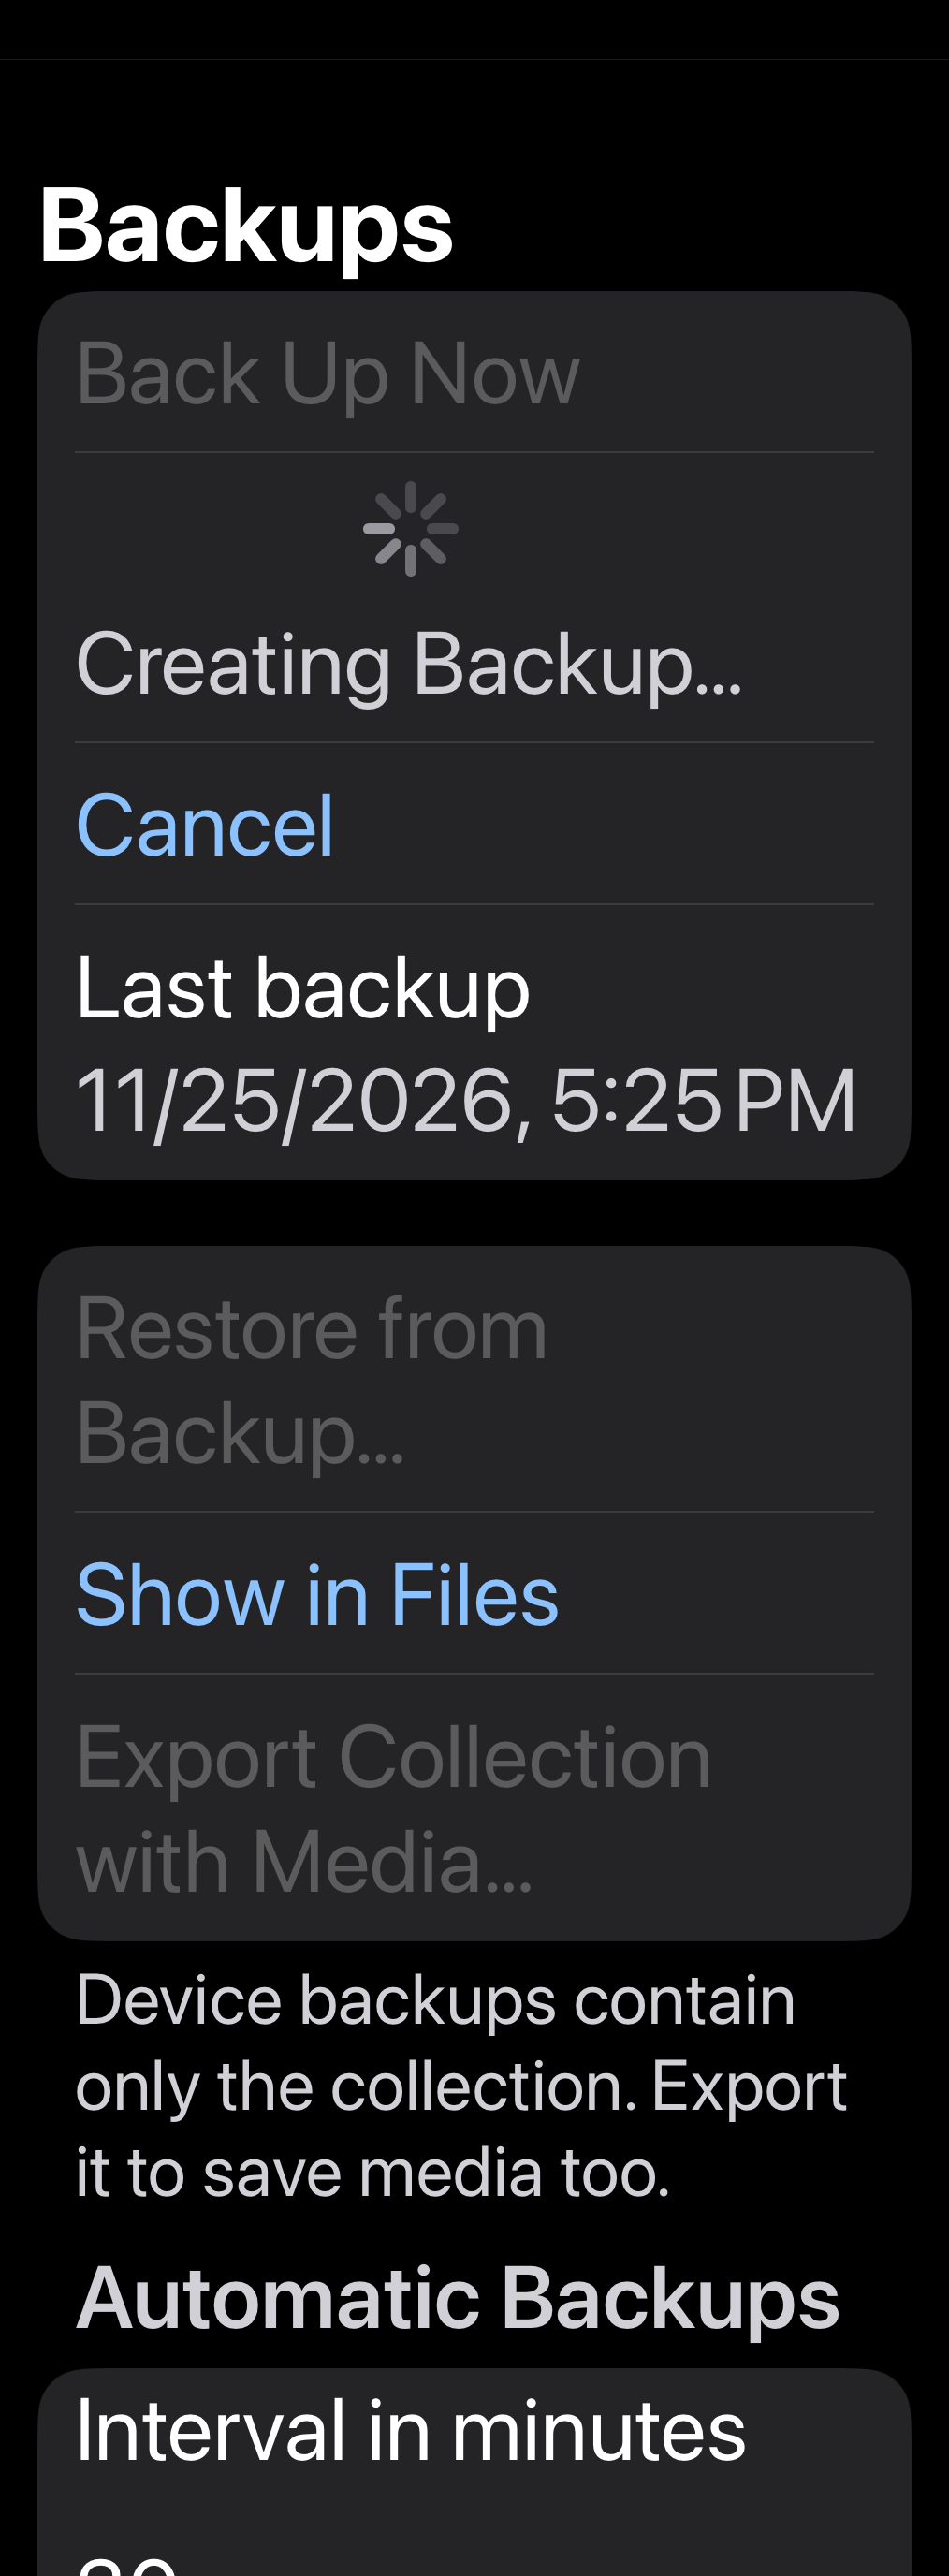 Backups
Back Up Now
Creating Backup...
Cancel
Last backup
11/25/2026, 5:25 PM
Restore from
Backup...
Show in Files
Export Collection
with Media...
Device backups contain
only the collection. Export
it to save media too.
Automatic Backups
Interval in minutes